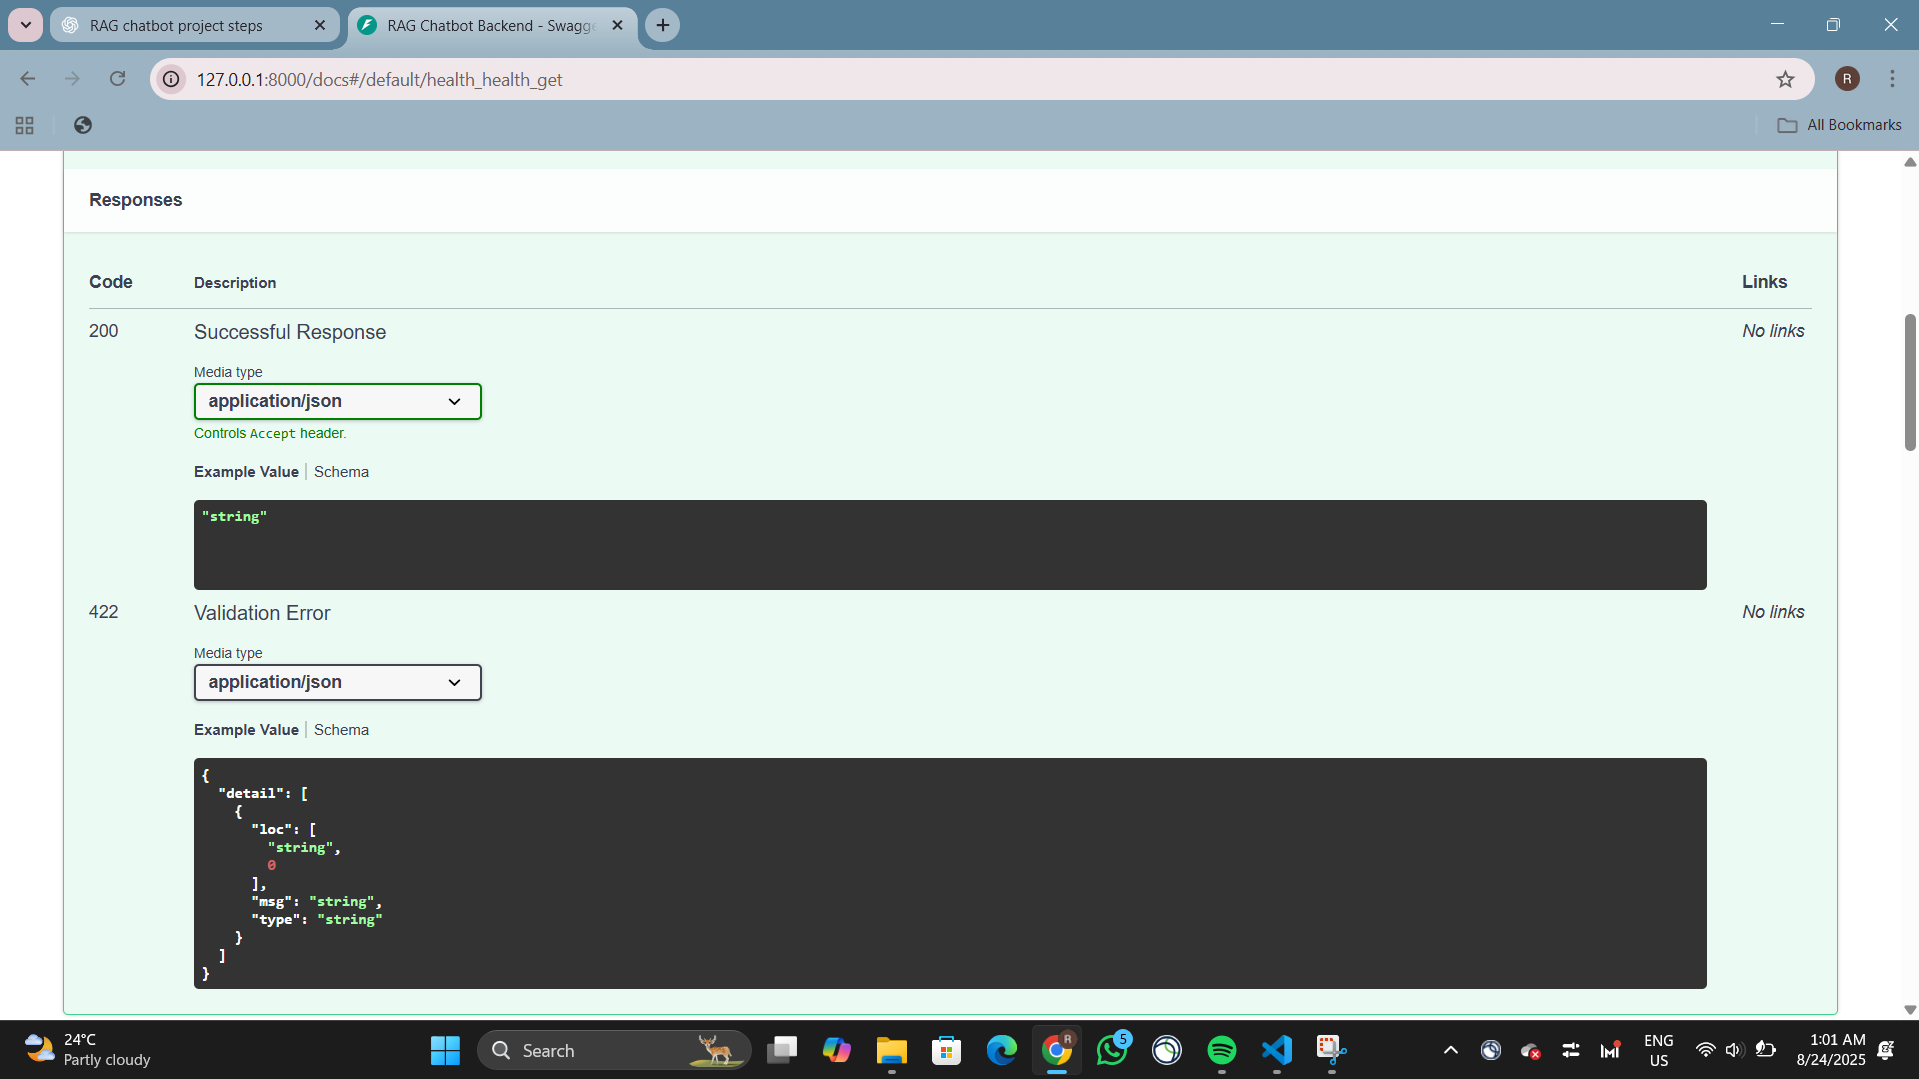 RAG chatbot project steps
RAG Chatbot Backend - Swagge
127.0.0.1:8000/docs#/default/health_health_get
R
All Bookmarks
Responses
Code Description Links
200 Successful Response No links
Media type
application/json
Controls Accept header.
Example Value | Schema
"string"
422 Validation Error No links
Media type
application/json
Example Value | Schema
{
  "detail": [
    {
      "loc": [
        "string",
        0
      ],
      "msg": "string",
      "type": "string"
    }
  ]
}
24°C
Partly cloudy
Search
R
5
ENG
US
1:01 AM
8/24/2025